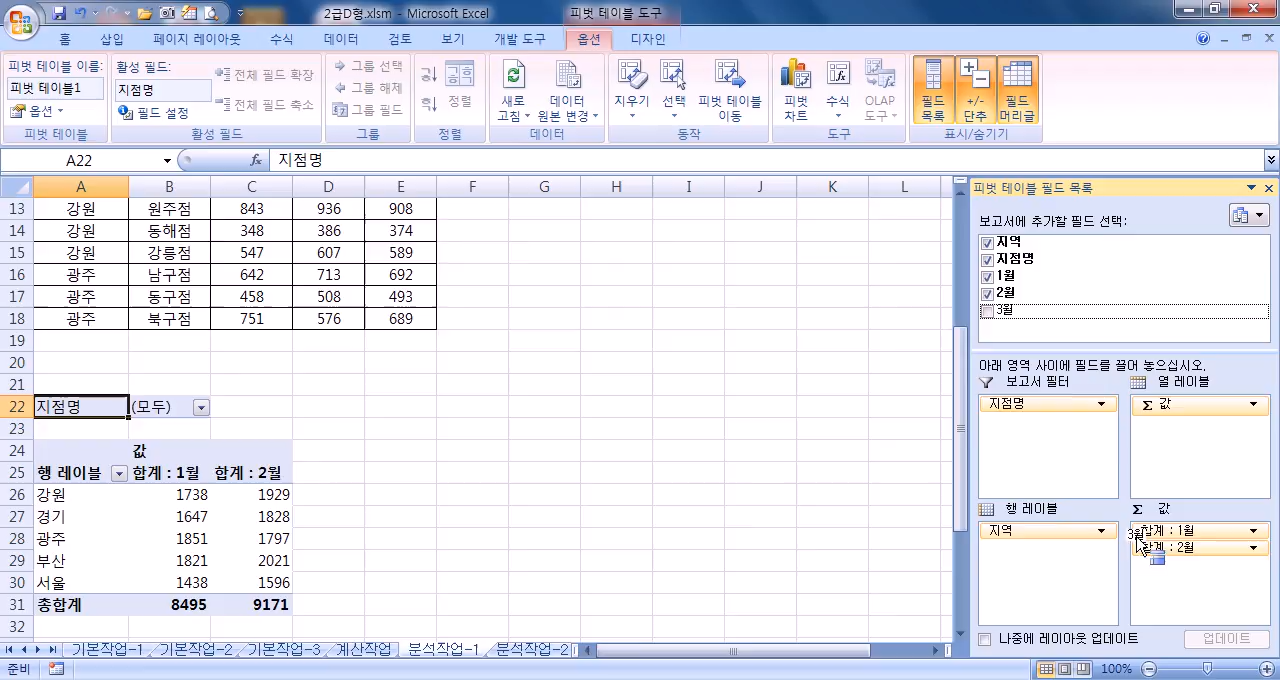 2급D형.xlsm - Microsoft Excel
피벗 테이블 도구
홈 삽입 페이지 레이아웃 수식 데이터 검토 보기 개발 도구 옵션 디자인
피벗 테이블 이름:
피벗 테이블1
옵션
피벗 테이블
활성 필드:
지점명
필드 설정
전체 필드 확장
전체 필드 축소
활성 필드
그룹 선택
그룹 해제
그룹 필드
그룹
정렬
정렬
새로 고침
데이터 원본 변경
데이터
지우기
선택
피벗 테이블 이동
동작
피벗 차트
수식
OLAP 도구
도구
필드 목록
+/- 단추
필드 머리글
표시/숨기기
A22 fx 지점명
A B C D E F G H I J K L
13 강원 원주점 843 936 908
14 강원 동해점 348 386 374
15 강원 강릉점 547 607 589
16 광주 남구점 642 713 692
17 광주 동구점 458 508 493
18 광주 북구점 751 576 689
19
20
21
22 지점명 (모두)
23
24 값
25 행 레이블 합계 : 1월 합계 : 2월
26 강원 1738 1929
27 경기 1647 1828
28 광주 1851 1797
29 부산 1821 2021
30 서울 1438 1596
31 총합계 8495 9171
32
기본작업-1 기본작업-2 기본작업-3 계산작업 분석작업-1 분석작업-2
준비
100%
피벗 테이블 필드 목록
보고서에 추가할 필드 선택:
지역
지점명
1월
2월
3월
아래 영역 사이에 필드를 끌어 놓으십시오.
보고서 필터
지점명
열 레이블
Σ 값
행 레이블
지역
Σ 값
합계 : 1월
합계 : 2월
3월
나중에 레이아웃 업데이트
업데이트